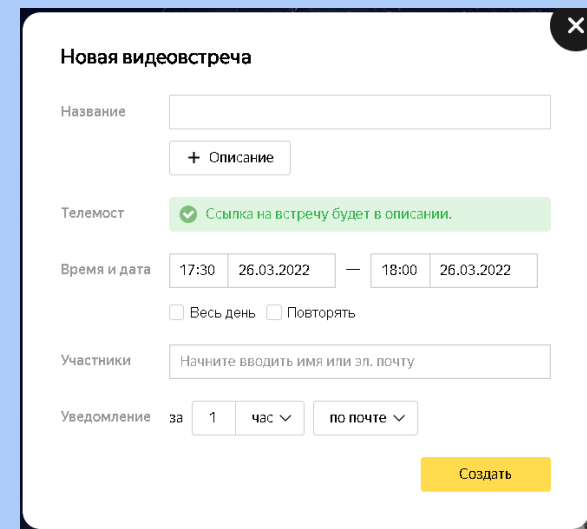 Новая видеовстреча
Название
+ Описание
Телемост Ссылка на встречу будет в описании.
Время и дата 17:30 26.03.2022 — 18:00 26.03.2022
Весь день Повторять
Участники Начните вводить имя или эл. почту
Уведомление за 1 час по почте
Создать